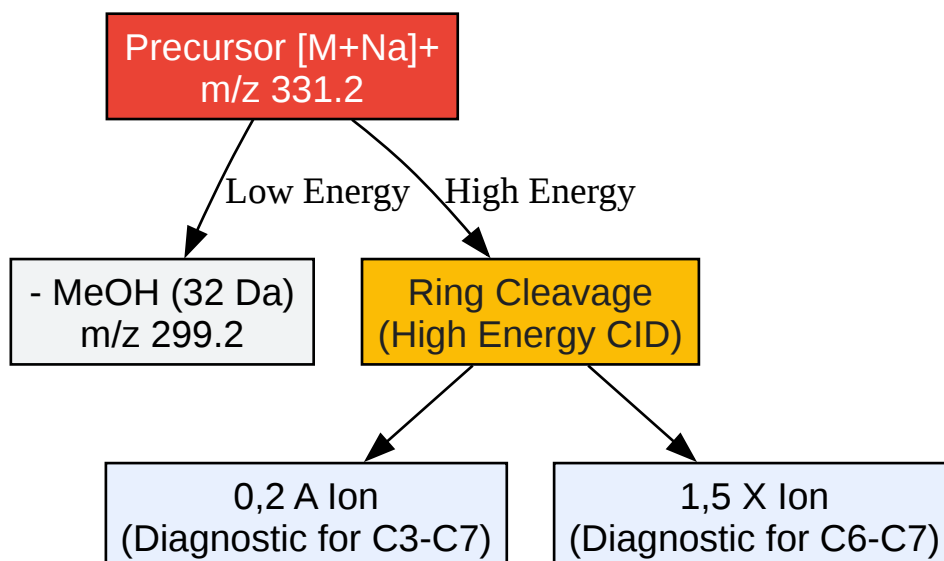 Precursor [M+Na]+
m/z 331.2
Low Energy
High Energy
- MeOH (32 Da)
m/z 299.2
Ring Cleavage
(High Energy CID)
0,2 A Ion
(Diagnostic for C3-C7)
1,5 X Ion
(Diagnostic for C6-C7)